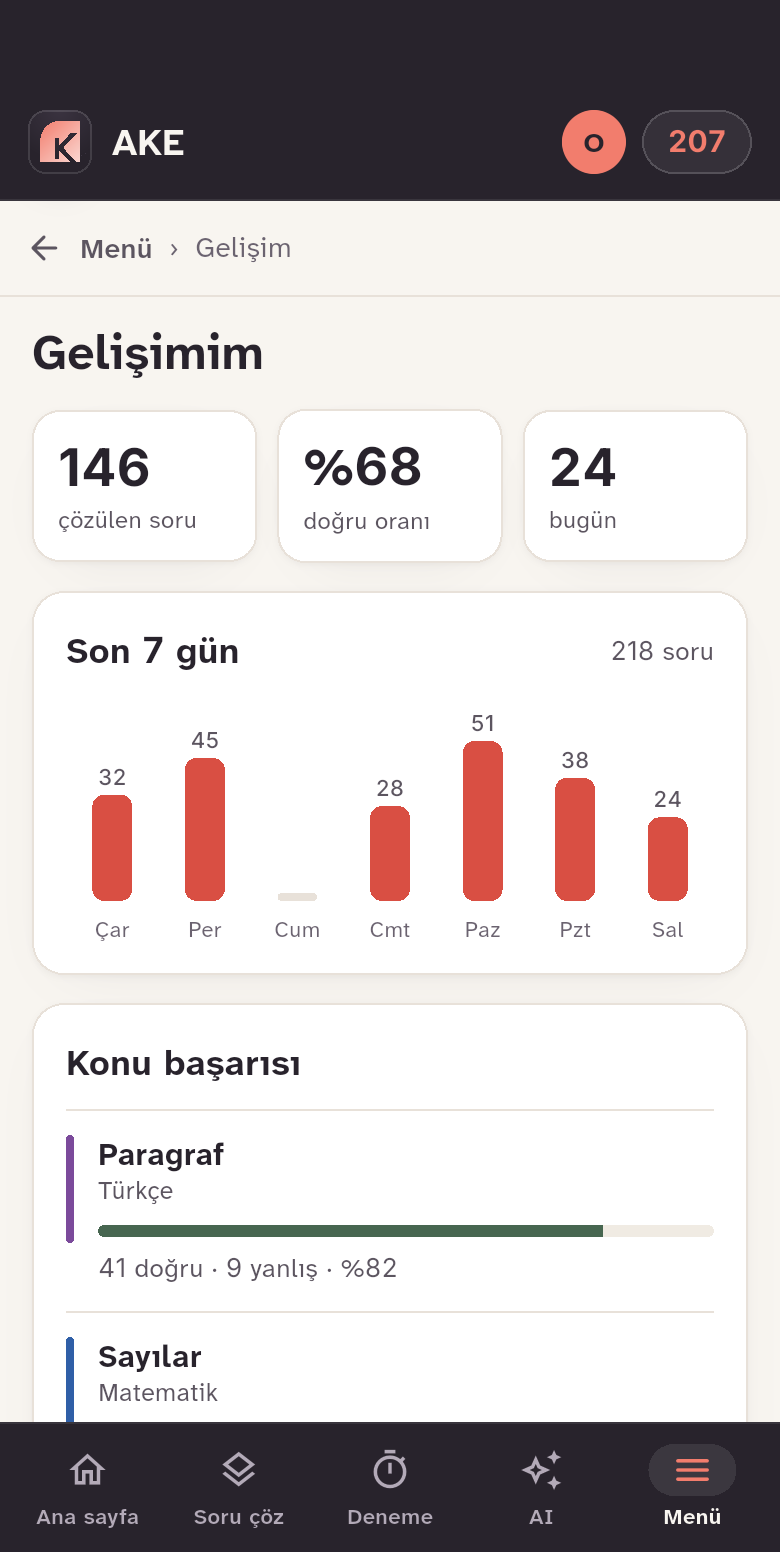 K AKE o 207
← Menü › Gelişim
Gelişimim
146 %68 24
çözülen soru doğru oranı bugün
Son 7 gün 218 soru
32 45 28 51 38 24
Çar Per Cum Cmt Paz Pzt Sal
Konu başarısı
Paragraf
Türkçe
41 doğru · 9 yanlış · %82
Sayılar
Matematik
Ana sayfa Soru çöz Deneme AI Menü